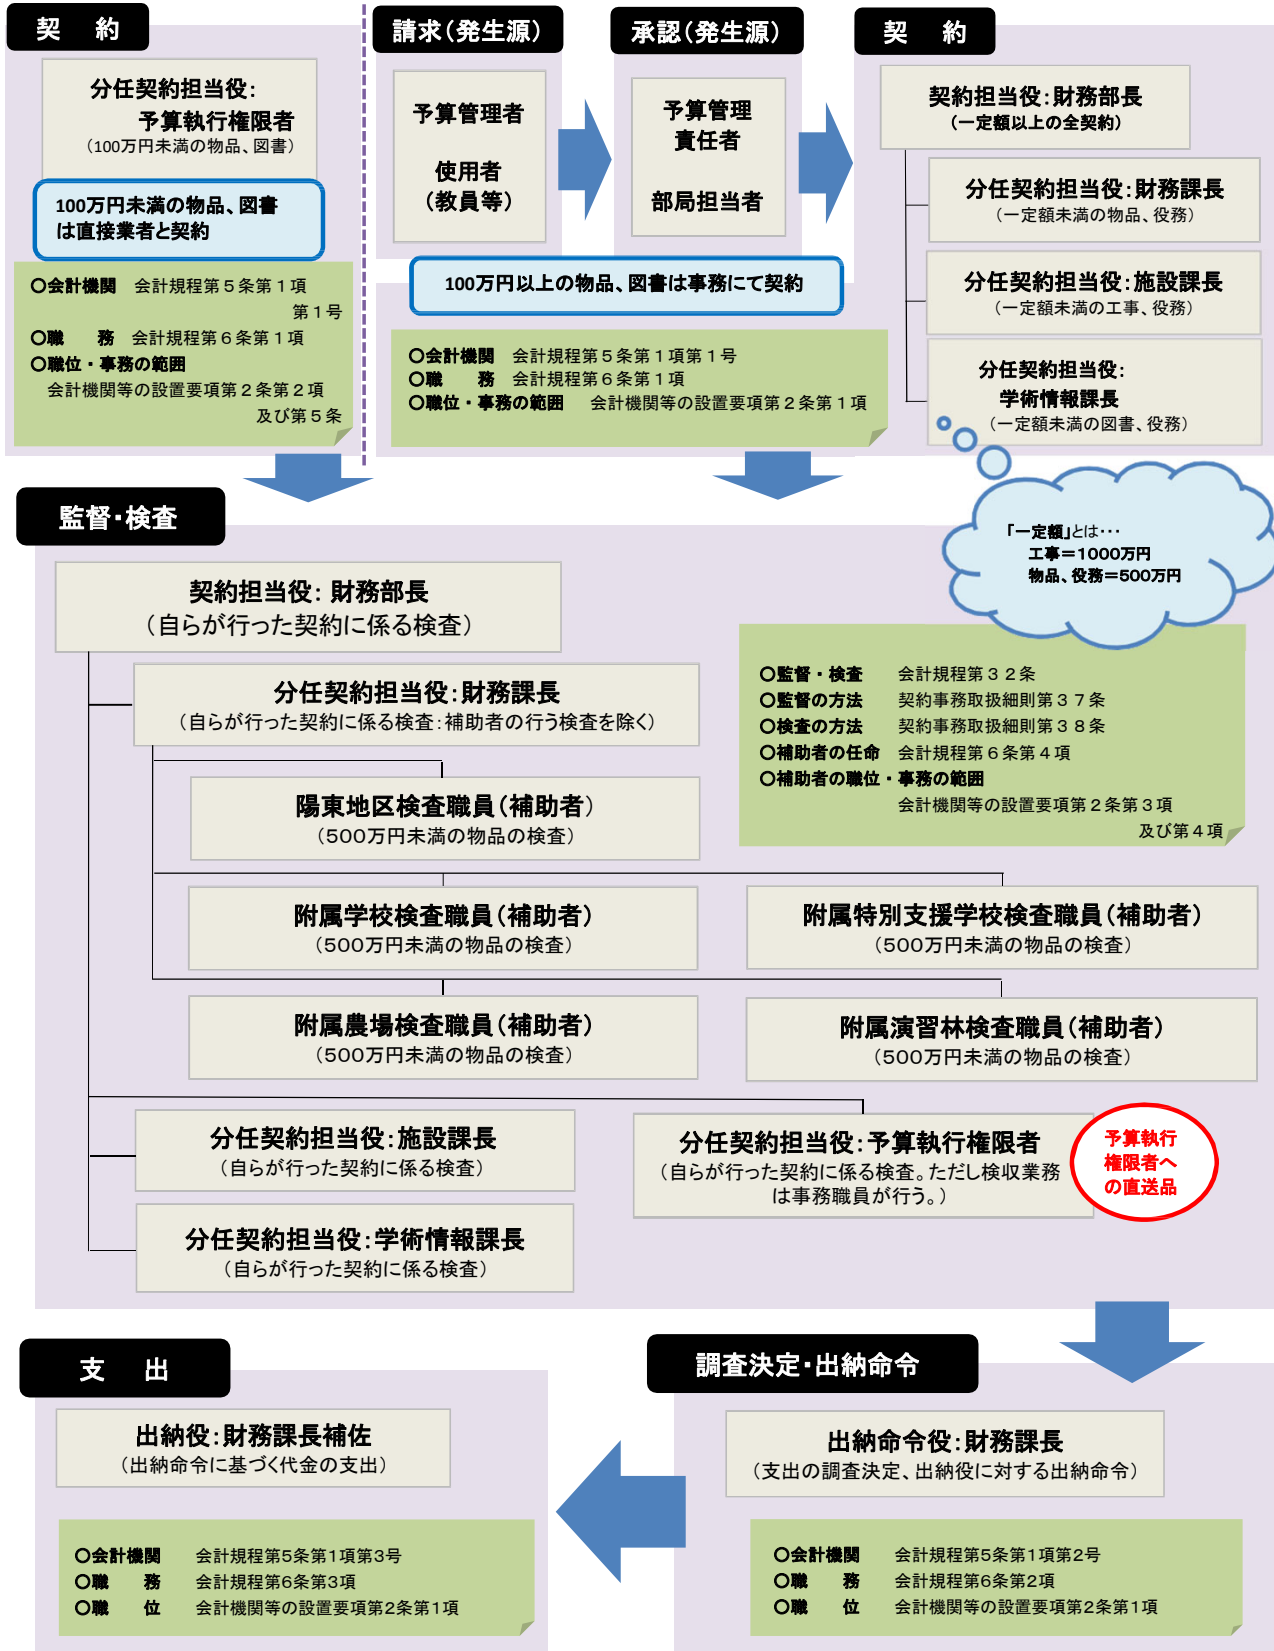 契　約
分任契約担当役：
予算執行権限者
（100万円未満の物品、図書）
100万円未満の物品、図書
は直接業者と契約
○会計機関　会計規程第５条第１項
第１号
○職　　務　会計規程第６条第１項
○職位・事務の範囲
会計機関等の設置要項第２条第２項
及び第５条
請求（発生源）
予算管理者
使用者
（教員等）
承認（発生源）
予算管理
責任者
部局担当者
100万円以上の物品、図書は事務にて契約
○会計機関　会計規程第５条第１項第１号
○職　　務　会計規程第６条第１項
○職位・事務の範囲　会計機関等の設置要項第２条第１項
契　約
契約担当役：財務部長
（一定額以上の全契約）
分任契約担当役：財務課長
（一定額未満の物品、役務）
分任契約担当役：施設課長
（一定額未満の工事、役務）
分任契約担当役：
学術情報課長
（一定額未満の図書、役務）
「一定額」とは・・・
工事＝1000万円
物品、役務＝500万円
監督・検査
契約担当役：財務部長
（自らが行った契約に係る検査）
分任契約担当役：財務課長
（自らが行った契約に係る検査：補助者の行う検査を除く）
○監督・検査　会計規程第３２条
○監督の方法　契約事務取扱細則第３７条
○検査の方法　契約事務取扱細則第３８条
○補助者の任命　会計規程第６条第４項
○補助者の職位・事務の範囲
会計機関等の設置要項第２条第３項
及び第４項
陽東地区検査職員（補助者）
（500万円未満の物品の検査）
附属学校検査職員（補助者）
（500万円未満の物品の検査）
附属特別支援学校検査職員（補助者）
（500万円未満の物品の検査）
附属農場検査職員（補助者）
（500万円未満の物品の検査）
附属演習林検査職員（補助者）
（500万円未満の物品の検査）
分任契約担当役：施設課長
（自らが行った契約に係る検査）
分任契約担当役：予算執行権限者
（自らが行った契約に係る検査。ただし検収業務
は事務職員が行う。）
予算執行
権限者へ
の直送品
分任契約担当役：学術情報課長
（自らが行った契約に係る検査）
支　出
出納役：財務課長補佐
（出納命令に基づく代金の支出）
○会計機関　会計規程第5条第1項第3号
○職　　務　会計規程第6条第3項
○職　　位　会計機関等の設置要項第2条第1項
調査決定・出納命令
出納命令役：財務課長
（支出の調査決定、出納役に対する出納命令）
○会計機関　会計規程第5条第1項第2号
○職　　務　会計規程第6条第2項
○職　　位　会計機関等の設置要項第2条第1項